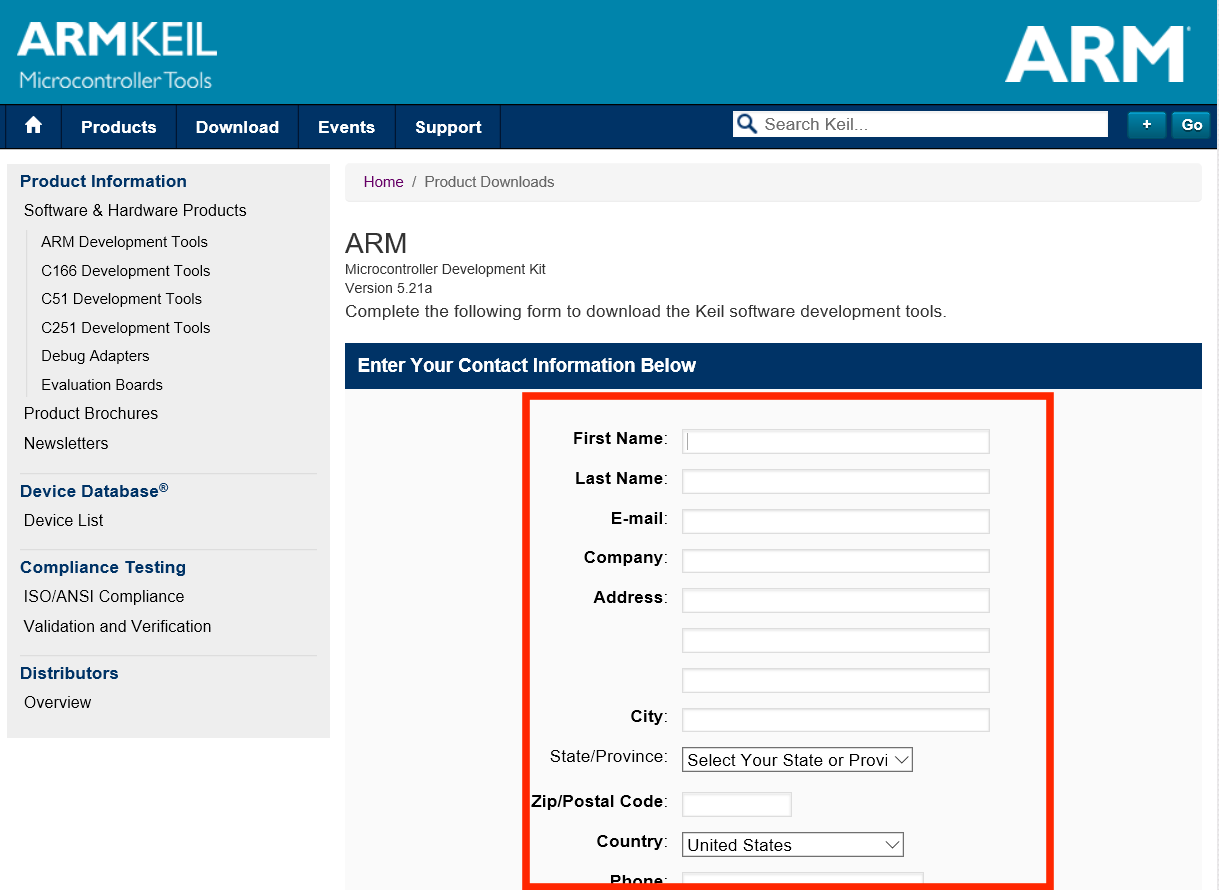 ARMKEIL
Microcontroller Tools
ARM
Products
Download
Events
Support
Search Keil...
+
Go
Product Information
Software & Hardware Products
ARM Development Tools
C166 Development Tools
C51 Development Tools
C251 Development Tools
Debug Adapters
Evaluation Boards
Product Brochures
Newsletters
Device Database®
Device List
Compliance Testing
ISO/ANSI Compliance
Validation and Verification
Distributors
Overview
Home / Product Downloads
ARM
Microcontroller Development Kit
Version 5.21a
Complete the following form to download the Keil software development tools.
Enter Your Contact Information Below
First Name:
Last Name:
E-mail:
Company:
Address:
City:
State/Province: Select Your State or Provi
Zip/Postal Code:
Country: United States
Phone: